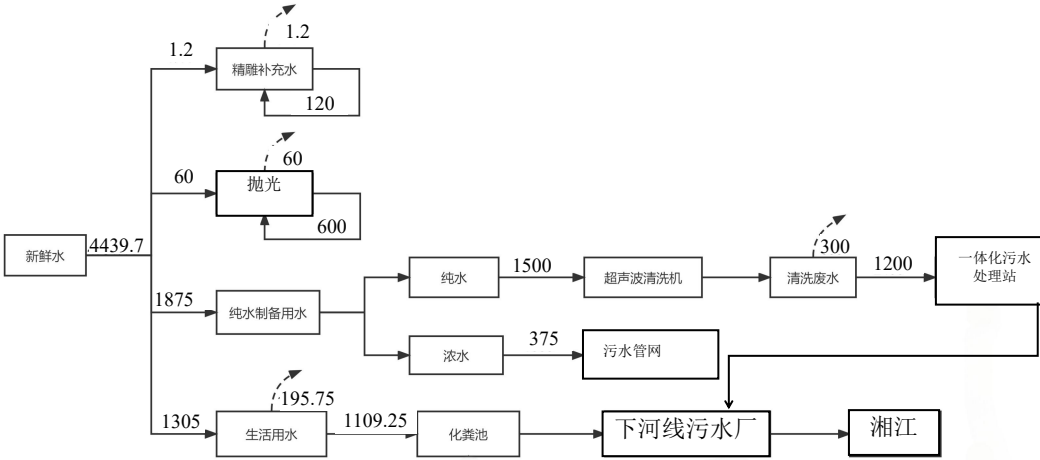 1.2
1.2
精雕补充水
120
60
60
抛光
600
新鲜水
4439.7
300
一体化污水
处理站
纯水
1500
超声波清洗机
清洗废水
1200
1875
纯水制备用水
375
浓水
污水管网
195.75
1305
生活用水
1109.25
化粪池
下河线污水厂
湘江